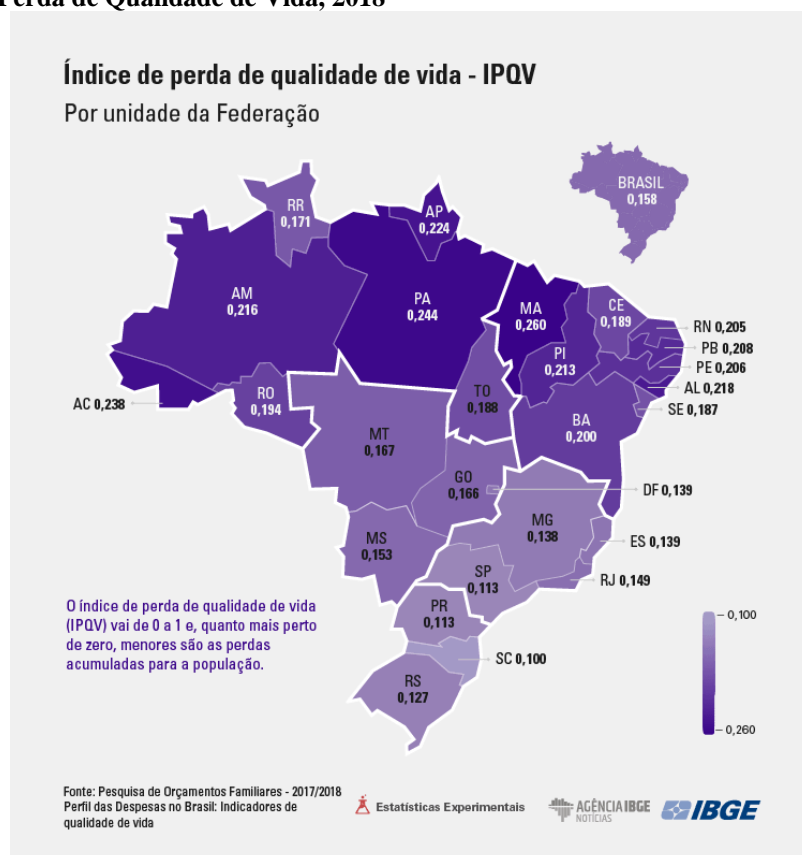 Perda de Qualidade de Vida, 2018
Índice de perda de qualidade de vida - IPQV
Por unidade da Federação
BRASIL
0,158
RR
0,171
AP
0,224
AM
0,216
PA
0,244
MA
0,260
CE
0,189
RN 0,205
PB 0,208
PE 0,206
AL 0,218
SE 0,187
PI
0,213
TO
0,188
AC 0,238
RO
0,194
BA
0,200
MT
0,167
GO
0,166
DF 0,139
MG
0,138
ES 0,139
MS
0,153
SP
0,113
RJ 0,149
PR
0,113
SC 0,100
RS
0,127
O índice de perda de qualidade de vida
(IPQV) vai de 0 a 1 e, quanto mais perto
de zero, menores são as perdas
acumuladas para a população.
0,100
0,260
Fonte: Pesquisa de Orçamentos Familiares - 2017/2018
Perfil das Despesas no Brasil: Indicadores de
qualidade de vida
Estatísticas Experimentais
AGÊNCIA IBGE
NOTÍCIAS
IBGE